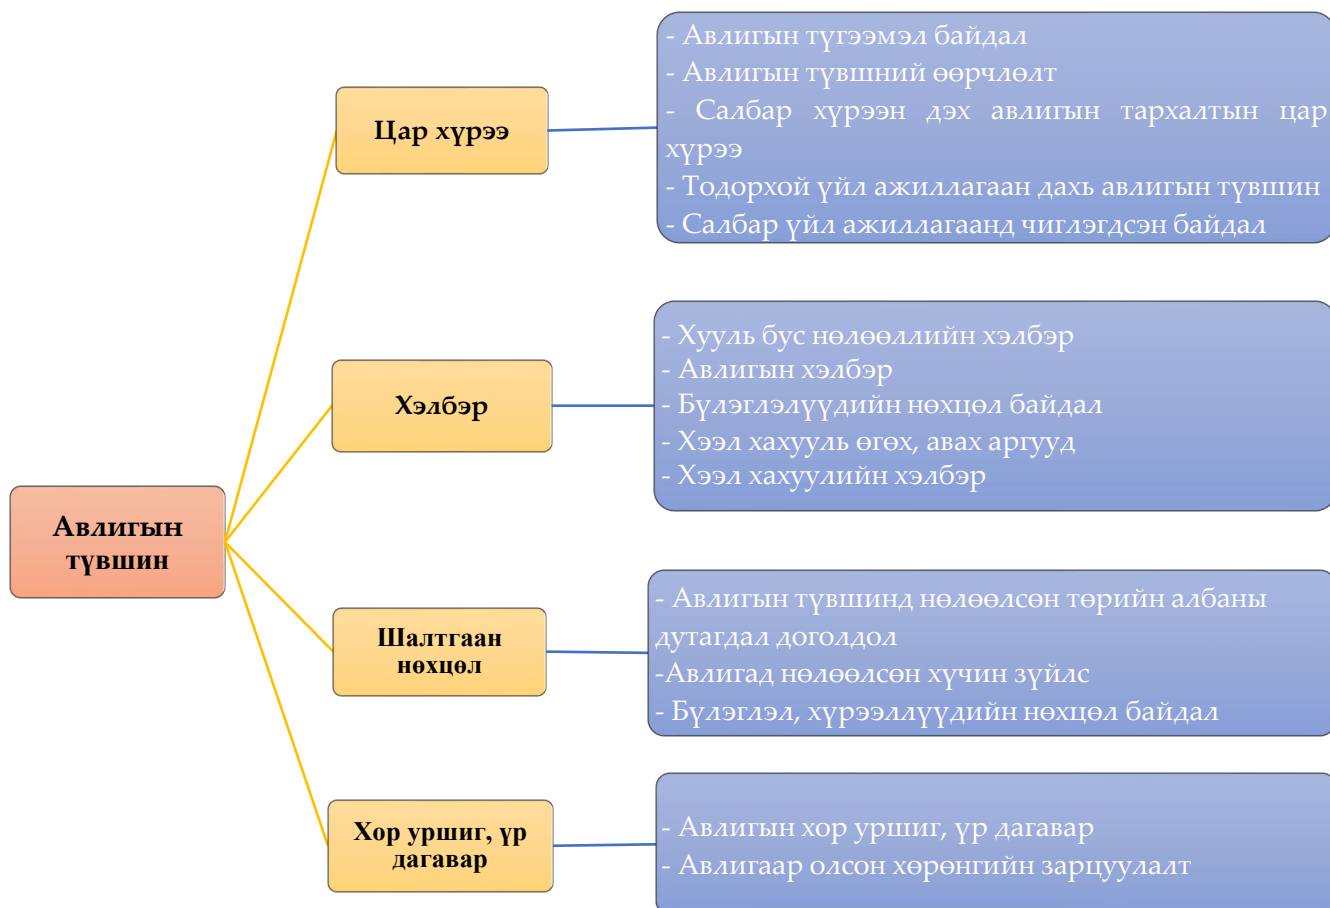 Авлигын
түвшин
Цар хүрээ
- Авлигын түгээмэл байдал
- Авлигын түвшний өөрчлөлт
- Салбар хүрээн дэх авлигын тархалтын цар
хүрээ
- Тодорхой үйл ажиллагаан дахь авлигын түвшин
- Салбар үйл ажиллагаанд чиглэгдсэн байдал
Хэлбэр
- Хууль бус нөлөөллийн хэлбэр
- Авлигын хэлбэр
- Бүлэглэлүүдийн нөхцөл байдал
- Хээл хахууль өгөх, авах аргууд
- Хээл хахуулийн хэлбэр
Шалтгаан
нөхцөл
- Авлигын түвшинд нөлөөлсөн төрийн албаны
дутагдал доголдол
-Авлигад нөлөөлсөн хүчин зүйлс
- Бүлэглэл, хүрээллүүдийн нөхцөл байдал
Хор уршиг, үр
дагавар
- Авлигын хор уршиг, үр дагавар
- Авлигаар олсон хөрөнгийн зарцуулалт